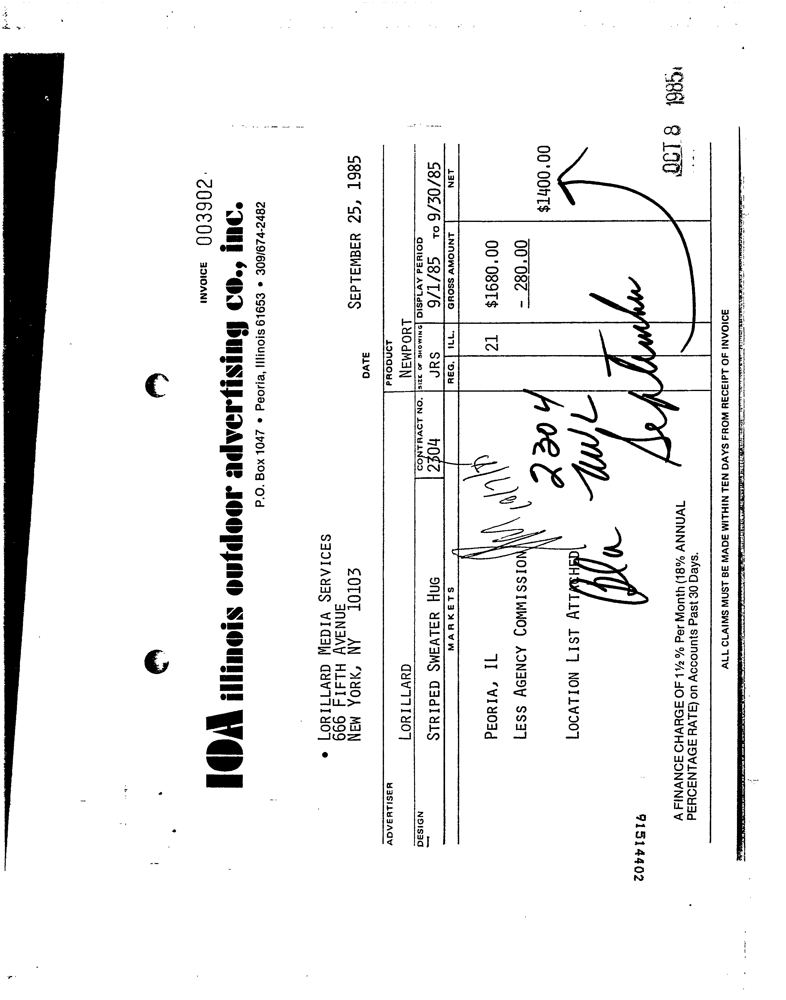 INVOICE 003902
IOA illinois outdoor advertising co., inc.
P.O. Box 1047 • Peoria, Illinois 61653 • 309/674-2482
• LORILLARD MEDIA SERVICES
666 FIFTH AVENUE
NEW YORK, NY 10103
DATE SEPTEMBER 25, 1985
ADVERTISER PRODUCT
LORILLARD NEWPORT
DESIGN CONTRACT NO. SIZE OF SHOWING DISPLAY PERIOD
STRIPED SWEATER HUG 2304 JRS 9/1/85 TO 9/30/85
MARKETS REG. ILL. GROSS AMOUNT NET
PEORIA, IL 21 $1680.00
LESS AGENCY COMMISSION - 280.00
$1400.00
LOCATION LIST ATTACHED
2304
September
91514402
OCT 8 1985
A FINANCE CHARGE OF 1½ % Per Month (18% ANNUAL
PERCENTAGE RATE) on Accounts Past 30 Days.
ALL CLAIMS MUST BE MADE WITHIN TEN DAYS FROM RECEIPT OF INVOICE